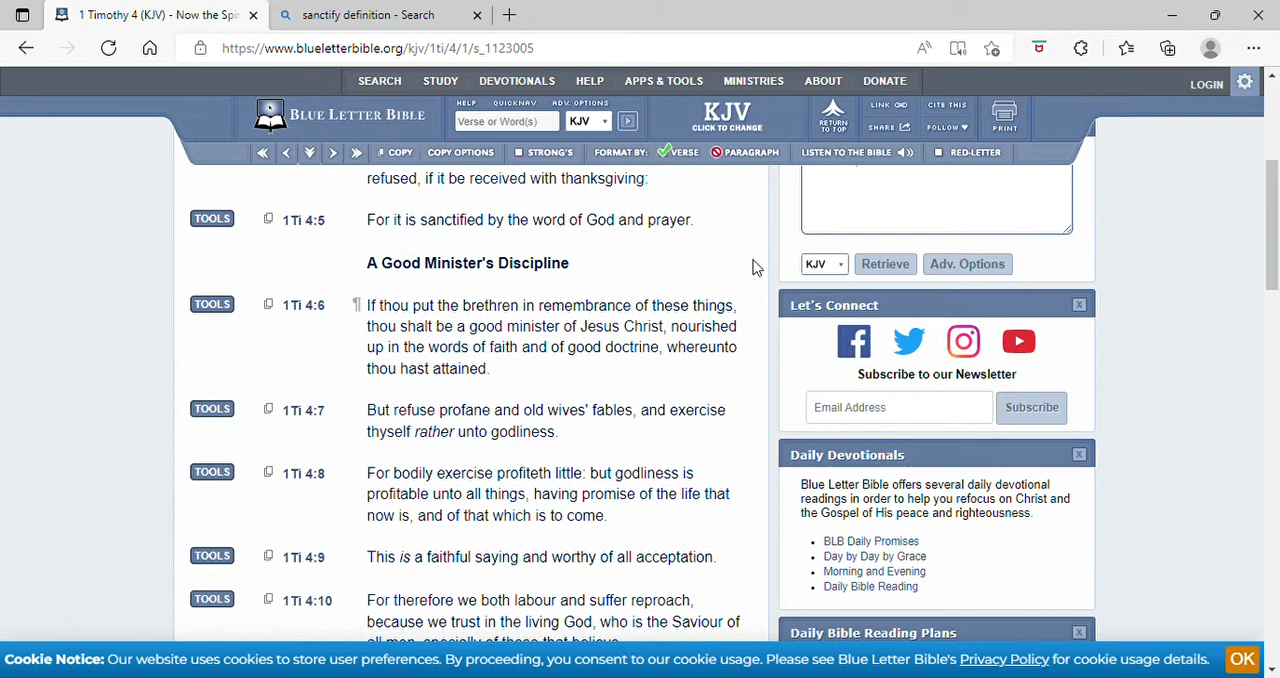 1 Timothy 4 (KJV) - Now the Spi
sanctify definition - Search
https://www.blueletterbible.org/kjv/1ti/4/1/s_1123005
SEARCH STUDY DEVOTIONALS HELP APPS & TOOLS MINISTRIES ABOUT DONATE
LOGIN
BLUE LETTER BIBLE
HELP QUICKNAV ADV. OPTIONS
Verse or Word(s) KJV
KJV
CLICK TO CHANGE
RETURN
TO TOP
LINK CITE THIS
SHARE FOLLOW
PRINT
COPY COPY OPTIONS STRONG'S FORMAT BY: VERSE PARAGRAPH LISTEN TO THE BIBLE RED-LETTER
refused, if it be received with thanksgiving:
TOOLS 1Ti 4:5 For it is sanctified by the word of God and prayer.
A Good Minister's Discipline
TOOLS 1Ti 4:6 ¶ If thou put the brethren in remembrance of these things,
thou shalt be a good minister of Jesus Christ, nourished
up in the words of faith and of good doctrine, whereunto
thou hast attained.
TOOLS 1Ti 4:7 But refuse profane and old wives' fables, and exercise
thyself rather unto godliness.
TOOLS 1Ti 4:8 For bodily exercise profiteth little: but godliness is
profitable unto all things, having promise of the life that
now is, and of that which is to come.
TOOLS 1Ti 4:9 This is a faithful saying and worthy of all acceptation.
TOOLS 1Ti 4:10 For therefore we both labour and suffer reproach,
because we trust in the living God, who is the Saviour of
all men, specially of those that believe.
KJV Retrieve Adv. Options
Let's Connect
Subscribe to our Newsletter
Email Address Subscribe
Daily Devotionals
Blue Letter Bible offers several daily devotional
readings in order to help you refocus on Christ and
the Gospel of His peace and righteousness.
BLB Daily Promises
Day by Day by Grace
Morning and Evening
Daily Bible Reading
Daily Bible Reading Plans
Cookie Notice: Our website uses cookies to store user preferences. By proceeding, you consent to our cookie usage. Please see Blue Letter Bible's Privacy Policy for cookie usage details. OK